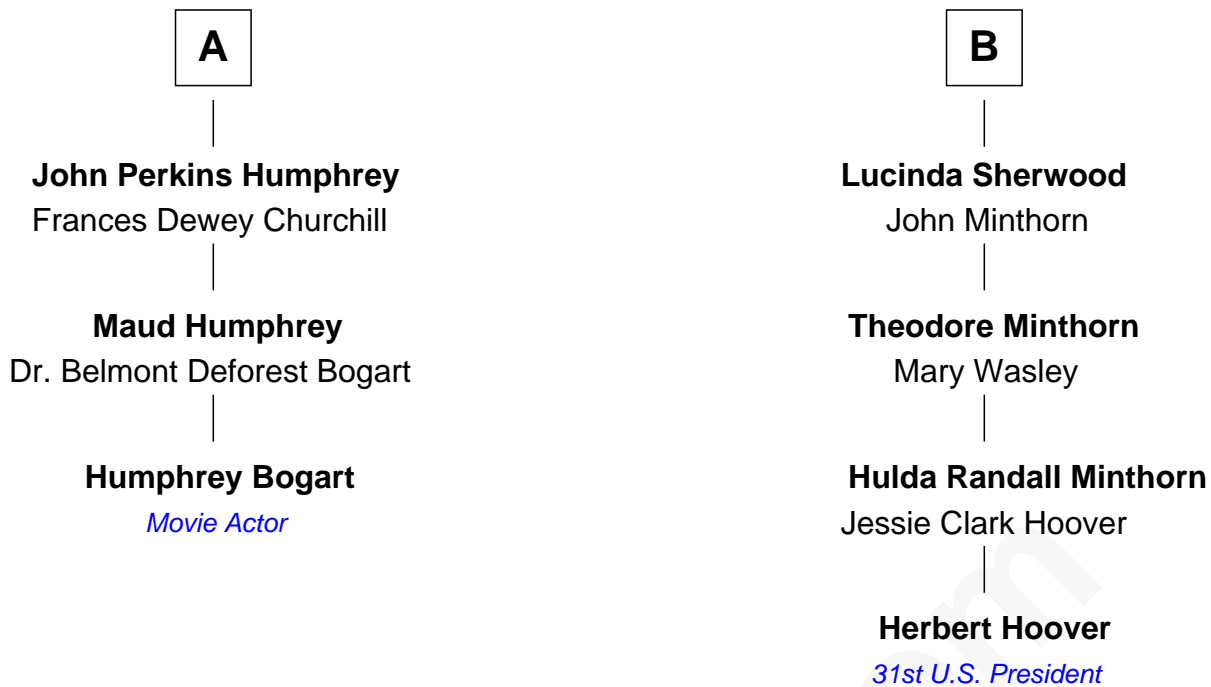 A
John Perkins Humphrey
Frances Dewey Churchill
Maud Humphrey
Dr. Belmont Deforest Bogart
Humphrey Bogart
Movie Actor
B
Lucinda Sherwood
John Minthorn
Theodore Minthorn
Mary Wasley
Hulda Randall Minthorn
Jessie Clark Hoover
Herbert Hoover
31st U.S. President